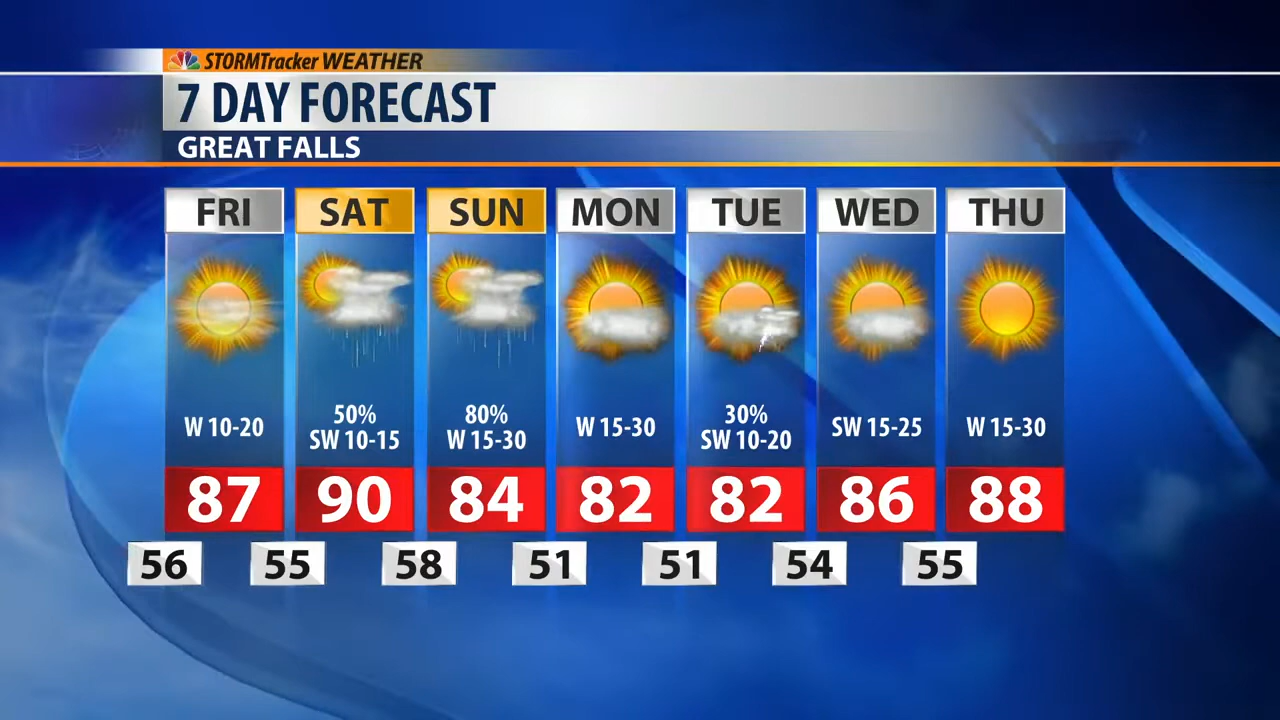 STORMTracker WEATHER
7 DAY FORECAST
GREAT FALLS
FRI SAT SUN MON TUE WED THU
W 10-20 50% SW 10-15 80% W 15-30 W 15-30 30% SW 10-20 SW 15-25 W 15-30
87 90 84 82 82 86 88
56 55 58 51 51 54 55